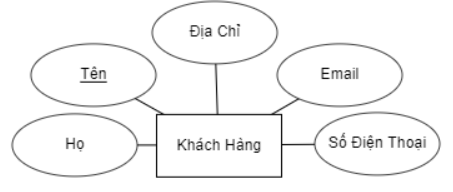 Địa Chỉ
Tên
Email
Họ
Khách Hàng
Số Điện Thoại